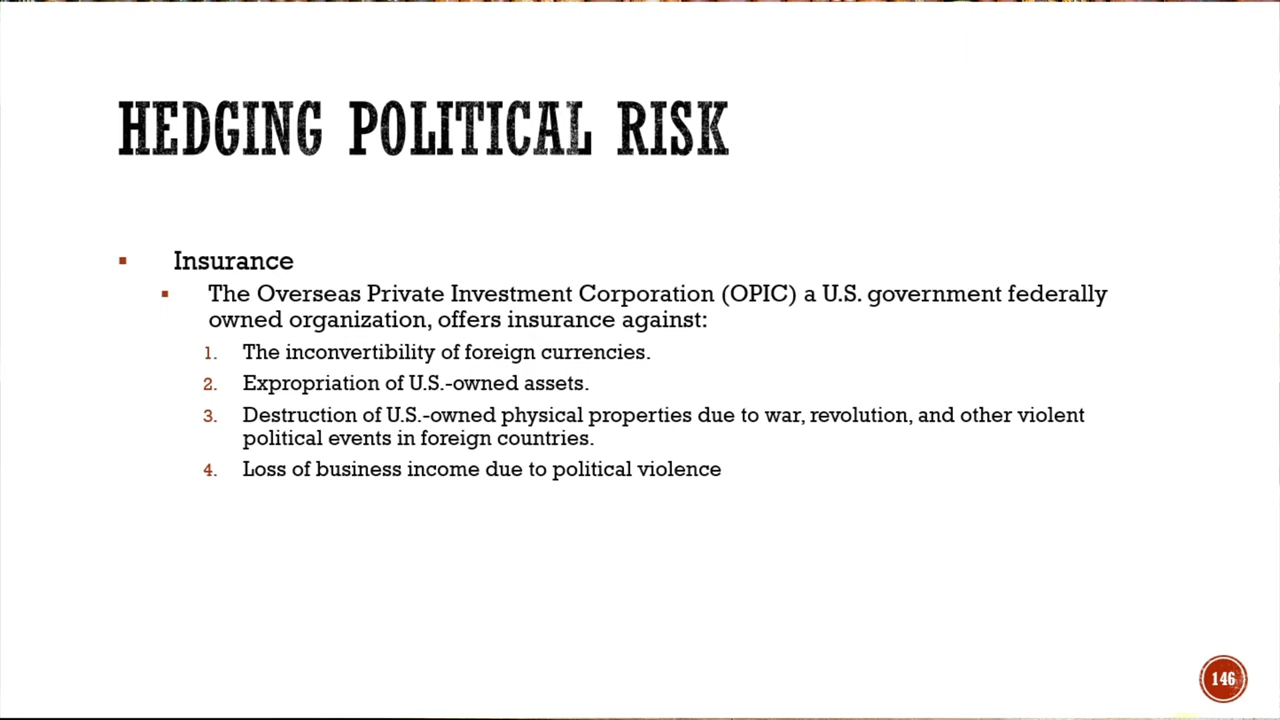 HEDGING POLITICAL RISK
▪ Insurance
▪ The Overseas Private Investment Corporation (OPIC) a U.S. government federally
owned organization, offers insurance against:
1. The inconvertibility of foreign currencies.
2. Expropriation of U.S.-owned assets.
3. Destruction of U.S.-owned physical properties due to war, revolution, and other violent
political events in foreign countries.
4. Loss of business income due to political violence
146